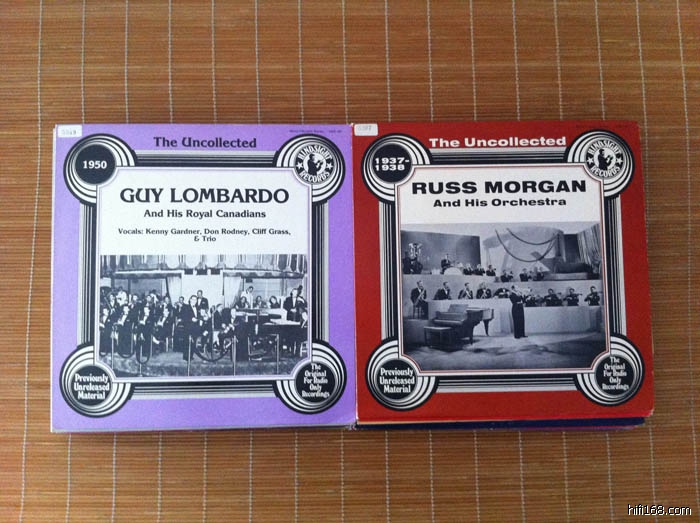 The Uncollected
1950
HINDSIGHT
RECORDS
GUY LOMBARDO
And His Royal Canadians
Vocals: Kenny Gardner, Don Rodney, Cliff Grass,
& Trio
Previously
Unreleased
Material
The
Original
For Radio
Only
Recordings
The Uncollected
1937-
1938
HINDSIGHT
RECORDS
RUSS MORGAN
And His Orchestra
Previously
Unreleased
Material
The
Original
For Radio
Only
Recordings
hifi168.com